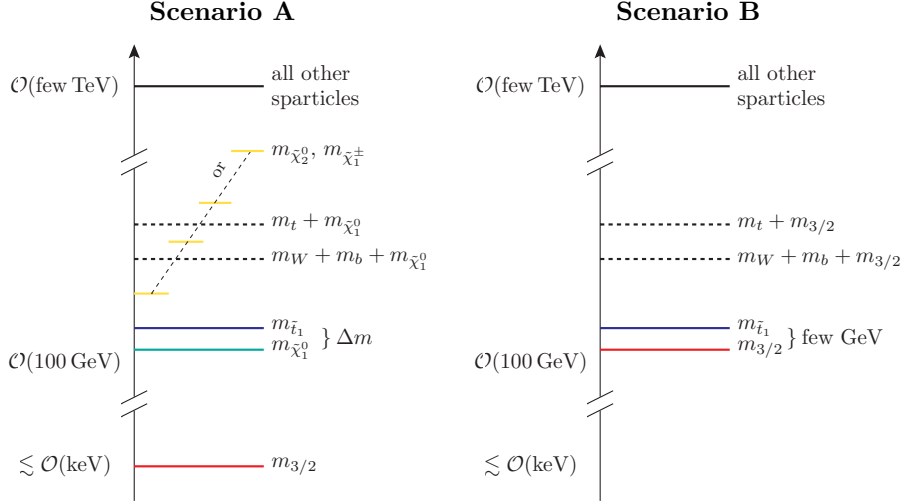 Scenario A
𝒪(few TeV)
all other
sparticles
or
m_{χ̃⁰₂}, m_{χ̃^±₁}
m_t + m_{χ̃⁰₁}
m_W + m_b + m_{χ̃⁰₁}
m_{t̃₁}
m_{χ̃⁰₁}
} Δm
𝒪(100 GeV)
≲ 𝒪(keV)
m_{3/2}
Scenario B
𝒪(few TeV)
all other
sparticles
m_t + m_{3/2}
m_W + m_b + m_{3/2}
m_{t̃₁}
m_{3/2}
} few GeV
𝒪(100 GeV)
≲ 𝒪(keV)